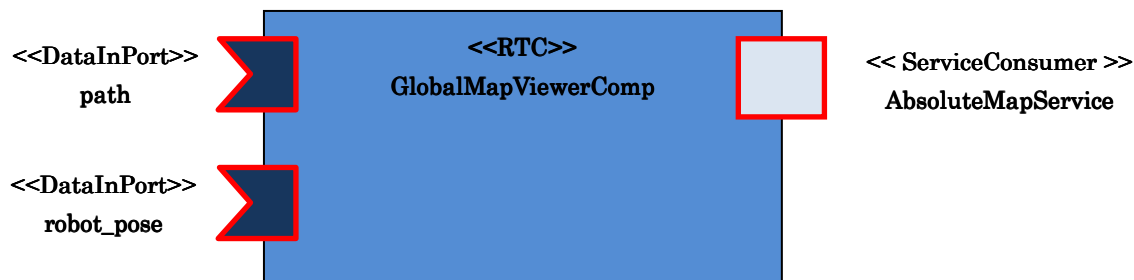 <<DataInPort>>
path
<<RTC>>
GlobalMapViewerComp
<< ServiceConsumer >>
AbsoluteMapService
<<DataInPort>>
robot_pose